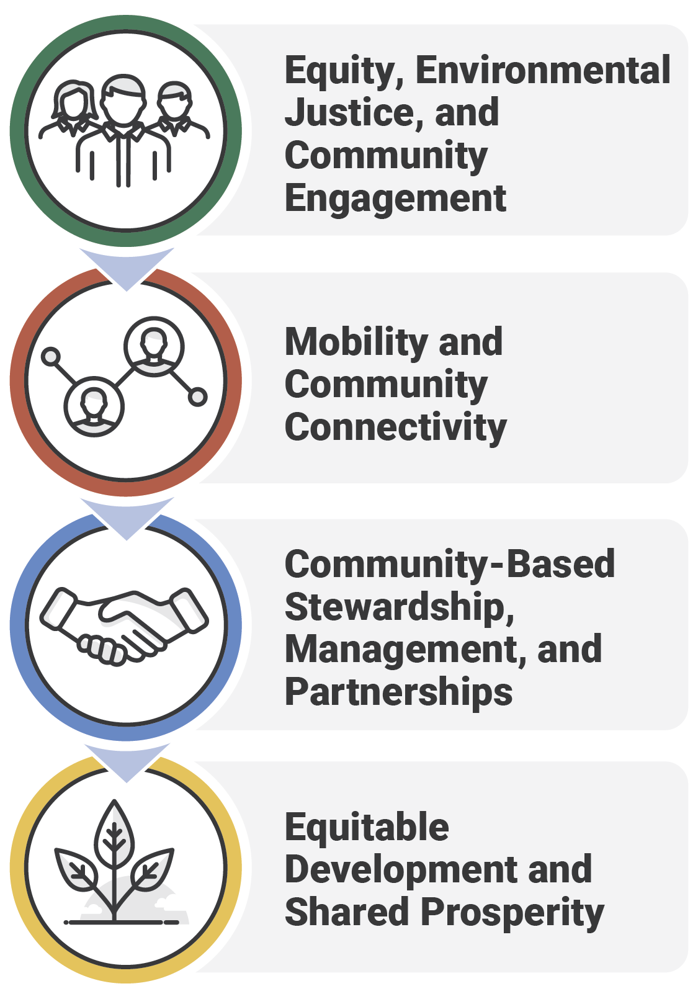 Equity, Environmental
Justice, and
Community
Engagement
Mobility and
Community
Connectivity
Community-Based
Stewardship,
Management, and
Partnerships
Equitable
Development and
Shared Prosperity